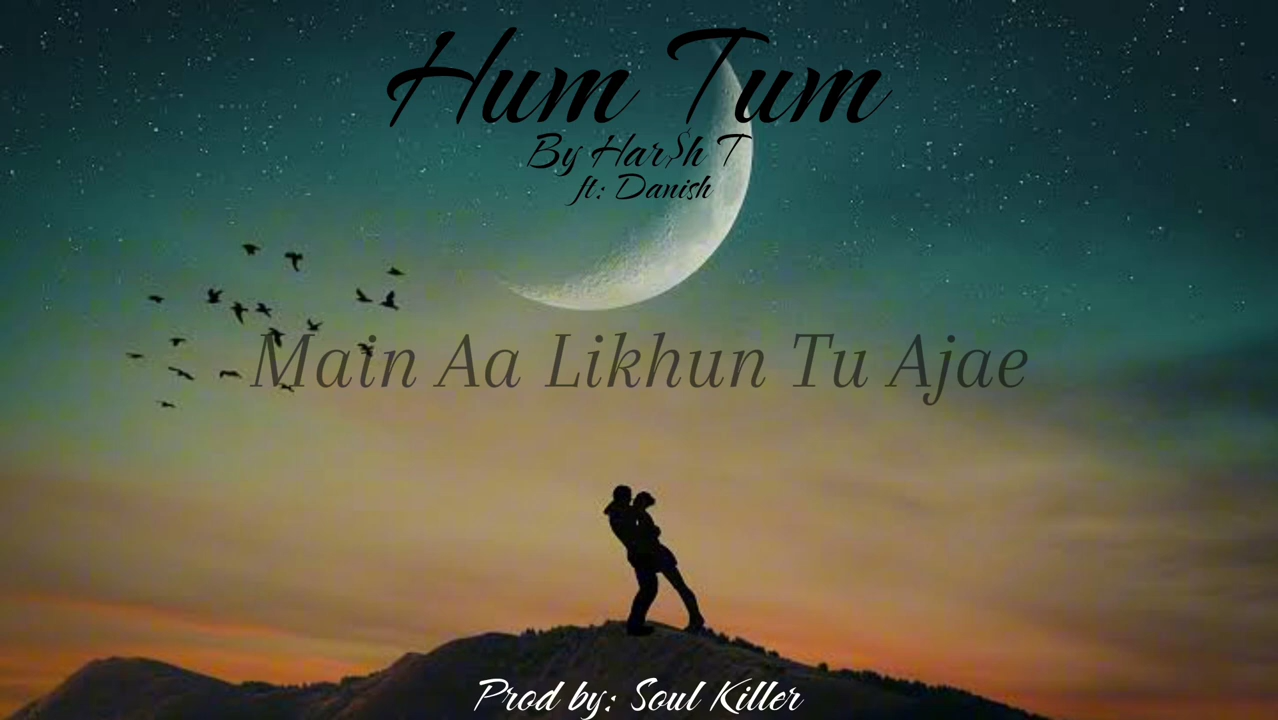 Hum Tum
By Har$h T
ft: Danish
Main Aa Likhun Tu Ajae
Prod by: Soul Killer